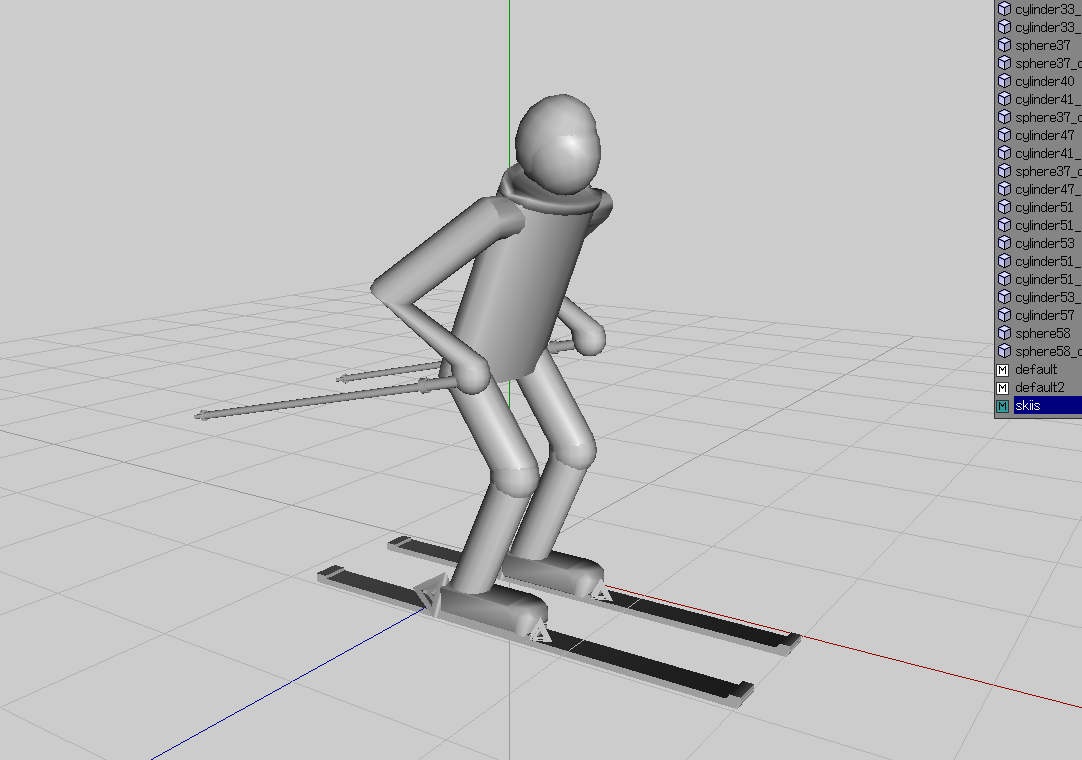 cylinder33_
cylinder33_
sphere37
sphere37_c
cylinder40
cylinder41_
sphere37_c
cylinder47
cylinder41_
sphere37_c
cylinder47_
cylinder51
cylinder51_
cylinder53
cylinder51_
cylinder51_
cylinder53_
cylinder57
sphere58
sphere58_c
M default
M default2
M skiis